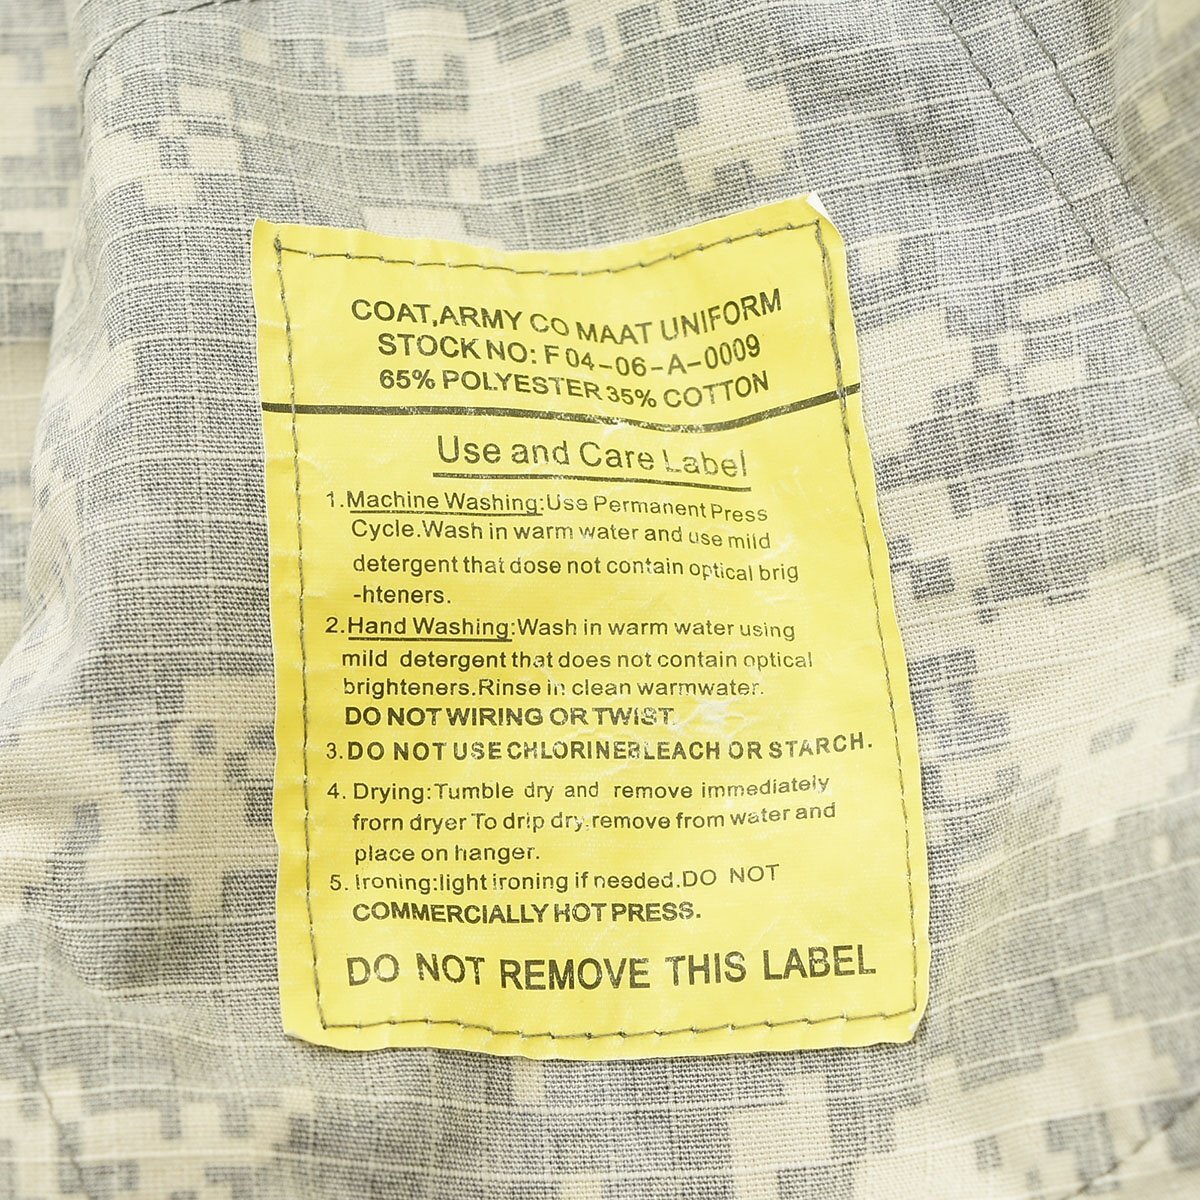 COAT,ARMY CO MAAT UNIFORM
STOCK NO: F 04-06-A-0009
65% POLYESTER 35% COTTON
Use and Care Label
1.Machine Washing:Use Permanent Press
Cycle.Wash in warm water and use mild
detergent that dose not contain optical brig
-hteners.
2.Hand Washing:Wash in warm water using
mild detergent that does not contain optical
brighteners.Rinse in clean warmwater.
DO NOT WIRING OR TWIST.
3.DO NOT USE CHLORINEBLEACH OR STARCH.
4. Drying:Tumble dry and remove immediately
frorn dryer To drip dry,remove from water and
place on hanger.
5. Ironing:light ironing if needed.DO NOT
COMMERCIALLY HOT PRESS.
DO NOT REMOVE THIS LABEL